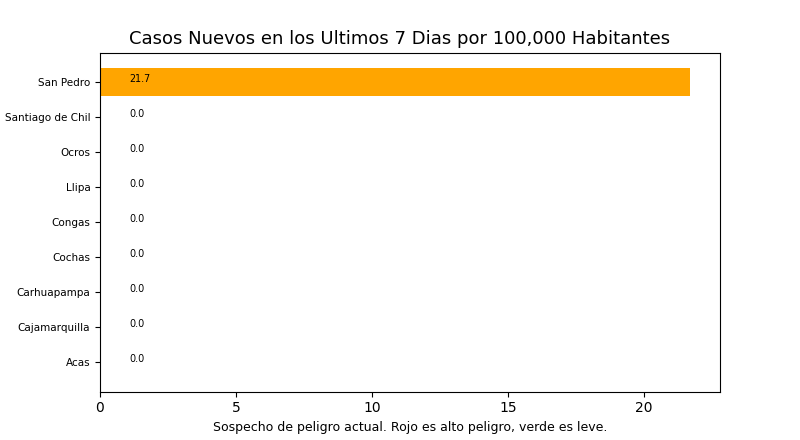 Casos Nuevos en los Ultimos 7 Dias por 100,000 Habitantes
San Pedro 21.7
Santiago de Chil 0.0
Ocros 0.0
Llipa 0.0
Congas 0.0
Cochas 0.0
Carhuapampa 0.0
Cajamarquilla 0.0
Acas 0.0
0 5 10 15 20
Sospecho de peligro actual. Rojo es alto peligro, verde es leve.